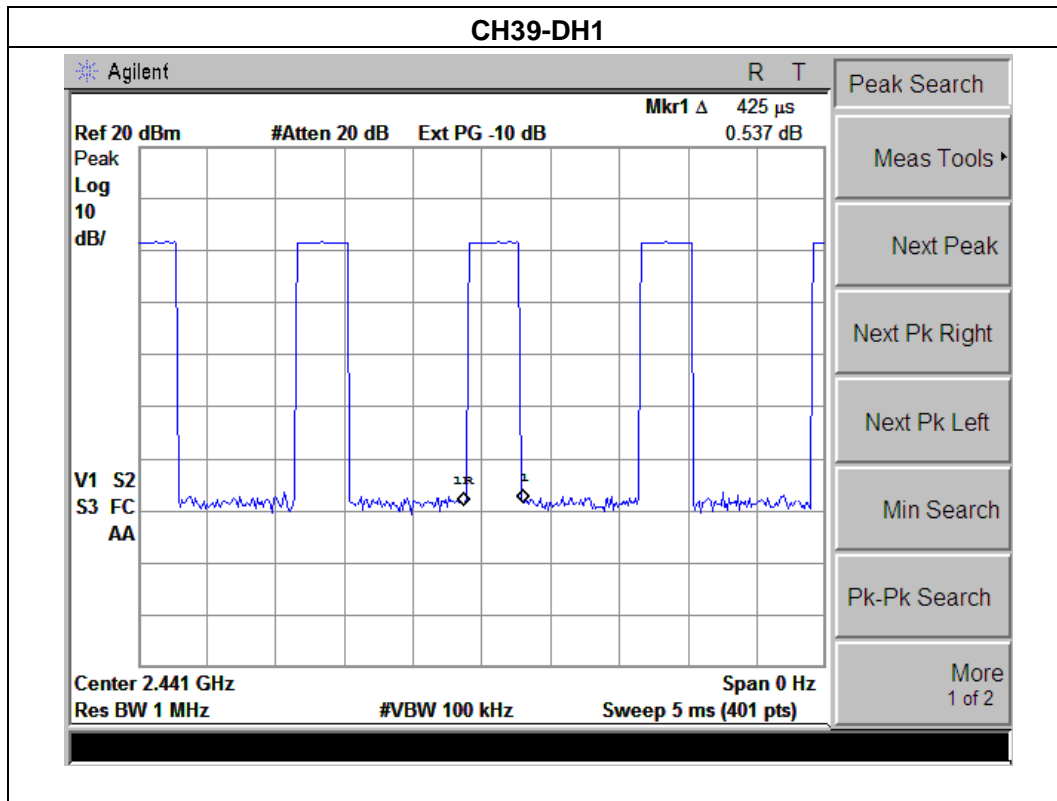 CH39-DH1
Agilent R T
Mkr1 Δ 425 µs
Ref 20 dBm #Atten 20 dB Ext PG -10 dB 0.537 dB
Peak
Log
10
dB/
1R 1
V1 S2
S3 FC
AA
Center 2.441 GHz Span 0 Hz
Res BW 1 MHz #VBW 100 kHz Sweep 5 ms (401 pts)
Peak Search
Meas Tools
Next Peak
Next Pk Right
Next Pk Left
Min Search
Pk-Pk Search
More
1 of 2